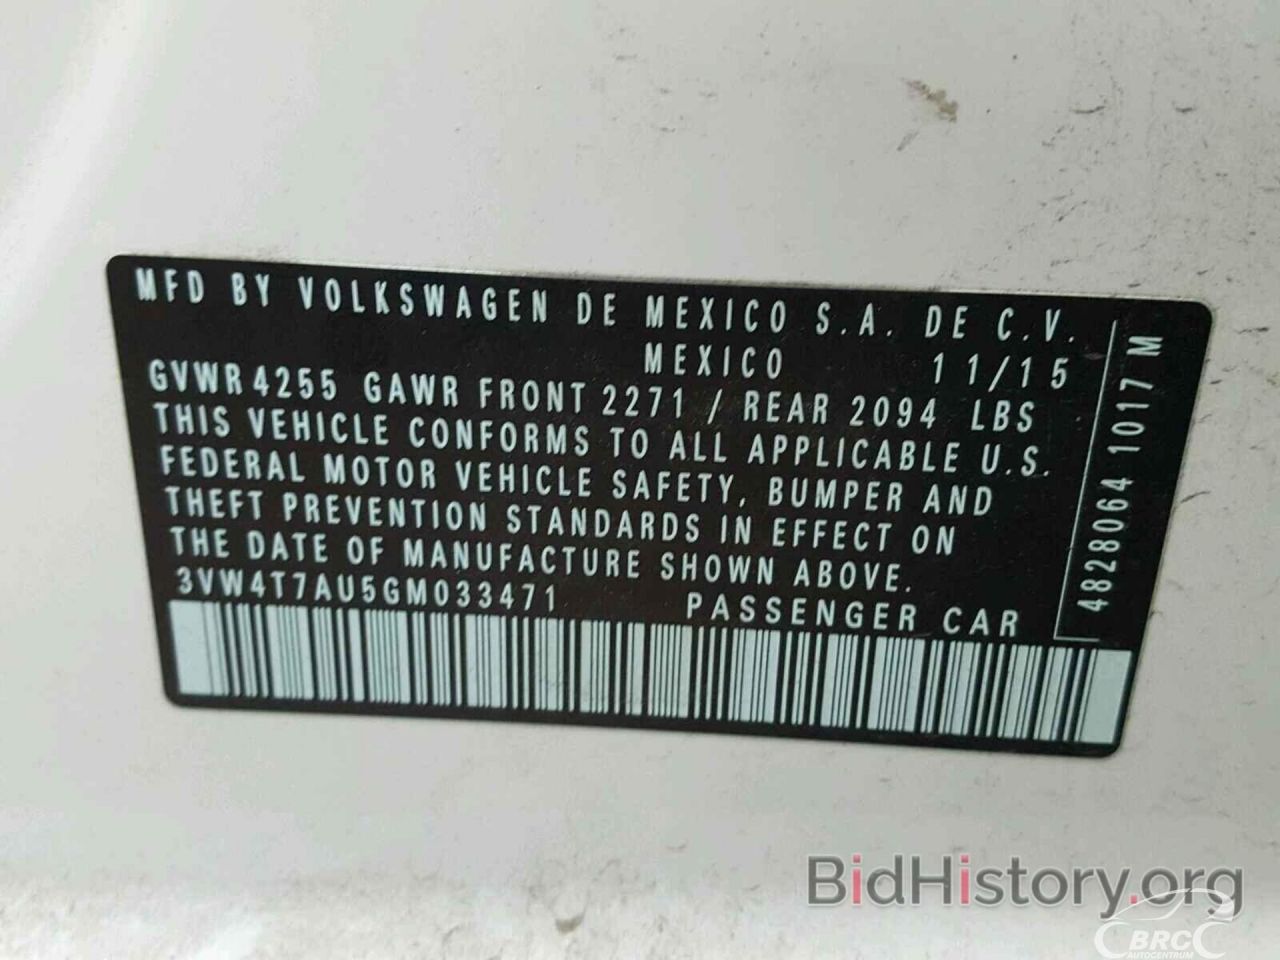 MFD BY VOLKSWAGEN DE MEXICO S.A. DE C.V.
MEXICO 11/15
GVWR 4255 GAWR FRONT 2271 / REAR 2094 LBS
THIS VEHICLE CONFORMS TO ALL APPLICABLE U.S.
FEDERAL MOTOR VEHICLE SAFETY, BUMPER AND
THEFT PREVENTION STANDARDS IN EFFECT ON
THE DATE OF MANUFACTURE SHOWN ABOVE.
3VW4T7AU5GM033471 PASSENGER CAR
4828064 1017 M
BidHistory.org
BRC
AUTOCENTRUM